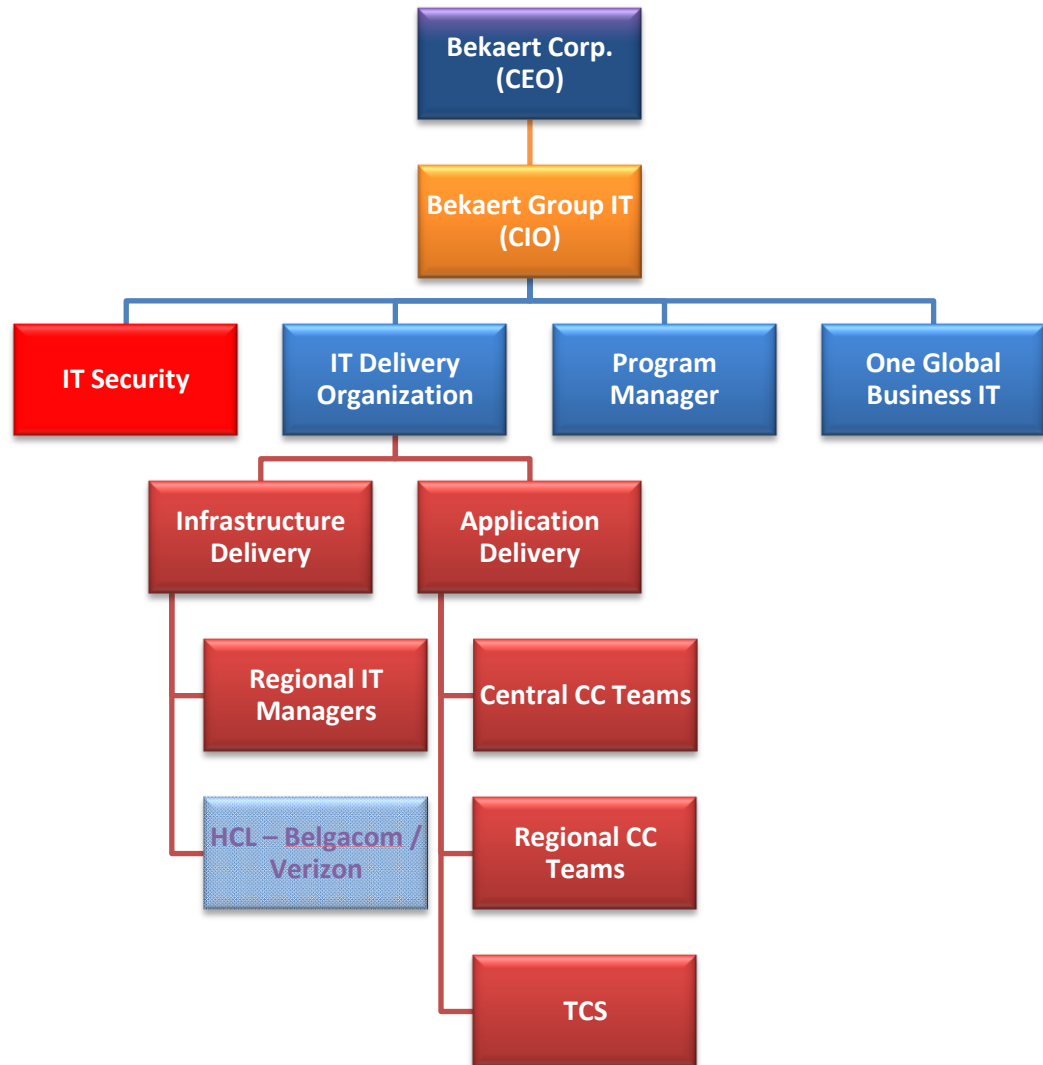 Bekaert Corp.
(CEO)
Bekaert Group IT
(CIO)
IT Security
IT Delivery
Organization
Program
Manager
One Global
Business IT
Infrastructure
Delivery
Application
Delivery
Regional IT
Managers
Central CC Teams
HCL – Belgacom /
Verizon
Regional CC
Teams
TCS